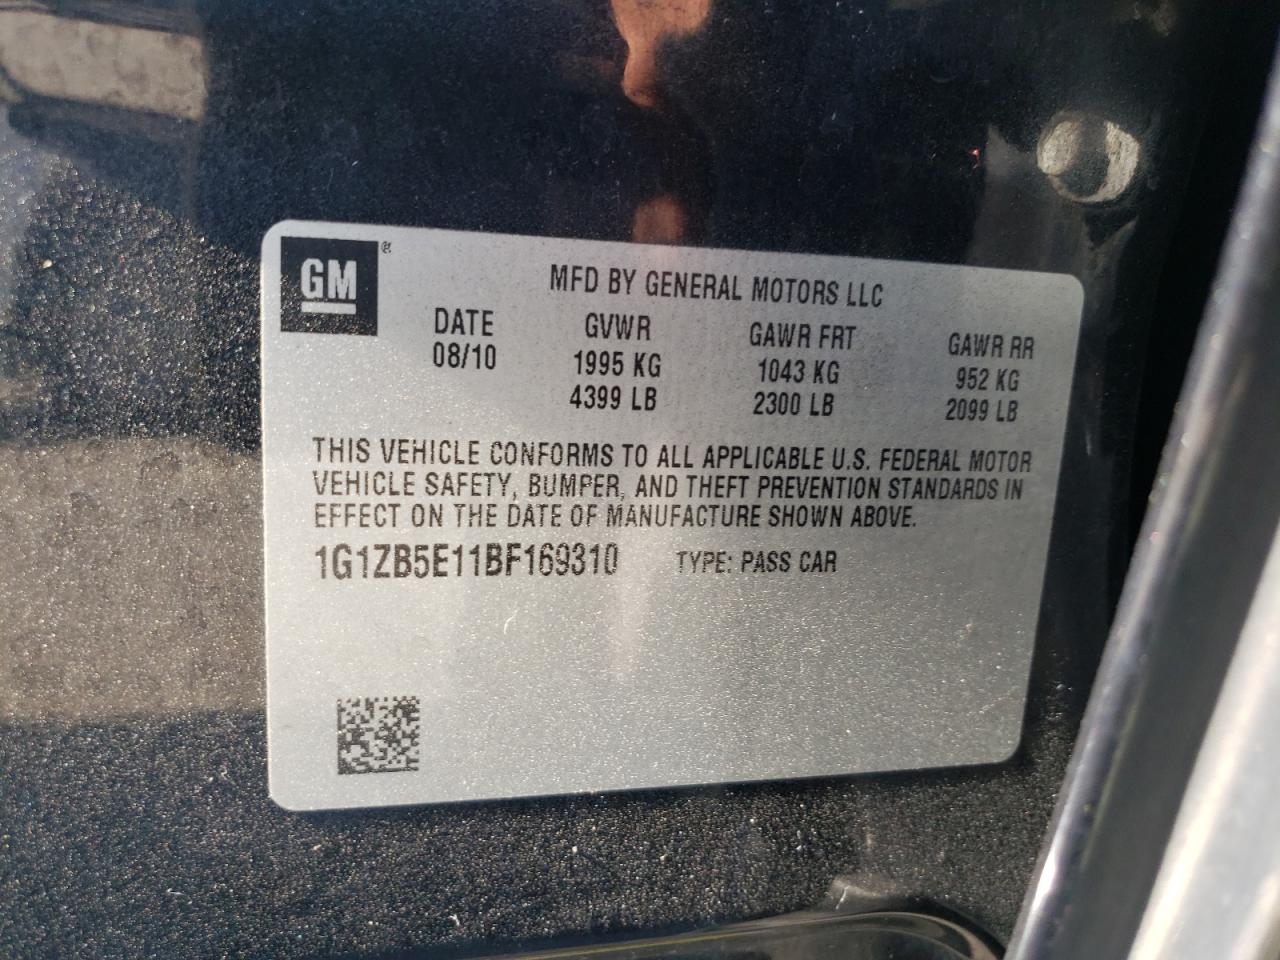 GM ®
MFD BY GENERAL MOTORS LLC
DATE GVWR GAWR FRT GAWR RR
08/10 1995 KG 1043 KG 952 KG
4399 LB 2300 LB 2099 LB
THIS VEHICLE CONFORMS TO ALL APPLICABLE U.S. FEDERAL MOTOR
VEHICLE SAFETY, BUMPER, AND THEFT PREVENTION STANDARDS IN
EFFECT ON THE DATE OF MANUFACTURE SHOWN ABOVE.
1G1ZB5E11BF169310 TYPE: PASS CAR